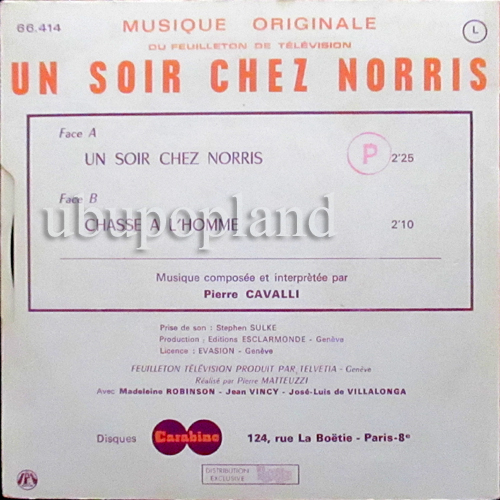 66.414
L
MUSIQUE ORIGINALE
DU FEUILLETON DE TÉLÉVISION
UN SOIR CHEZ NORRIS
Face A
UN SOIR CHEZ NORRIS P 2'25
Face B
CHASSE A L'HOMME 2'10
ubupopland
Musique composée et interprètée par
Pierre CAVALLI
Prise de son : Stephen SULKE
Production : Editions ESCLARMONDE - Genève
Licence : EVASION - Genève
FEUILLETON TÉLÉVISION PRODUIT PAR TELVETIA - Genève
Réalisé par Pierre MATTEUZZI
Avec Madeleine ROBINSON - Jean VINCY - José-Luis de VILLALONGA
Disques Carabine 124, rue La Boëtie - Paris-8e
DISTRIBUTION
EXCLUSIVE